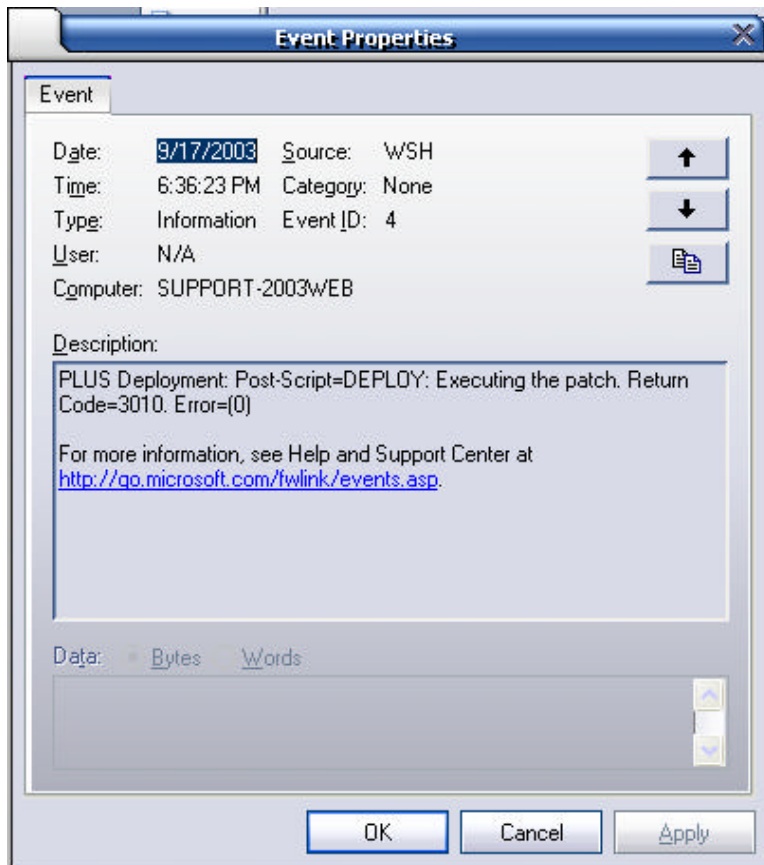 Event Properties
Event
Date: 9/17/2003 Source: WSH
Time: 6:36:23 PM Category: None
Type: Information Event ID: 4
User: N/A
Computer: SUPPORT-2003WEB
Description:
PLUS Deployment: Post-Script=DEPLOY: Executing the patch. Return
Code=3010. Error=(0)
For more information, see Help and Support Center at
http://go.microsoft.com/fwlink/events.asp.
Data: Bytes Words
OK Cancel Apply